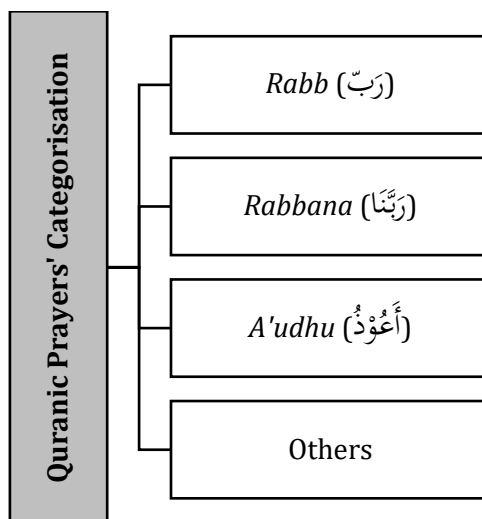 Quranic Prayers' Categorisation
Rabb (رَبّ)
Rabbana (رَبَّنَا)
A'udhu (أَعُوْذُ)
Others